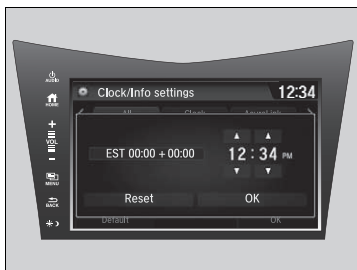 AUDIO
Clock/Info settings 12:34
HOME
All Clock AcuraLink
+
VOL
-
EST 00:00 + 00:00 12 : 34 PM
MENU
Reset OK
BACK
Default OK